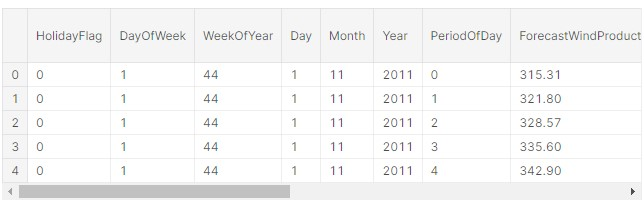 HolidayFlag DayOfWeek WeekOfYear Day Month Year PeriodOfDay ForecastWindProduct
0 0 1 44 1 11 2011 0 315.31
1 0 1 44 1 11 2011 1 321.80
2 0 1 44 1 11 2011 2 328.57
3 0 1 44 1 11 2011 3 335.60
4 0 1 44 1 11 2011 4 342.90